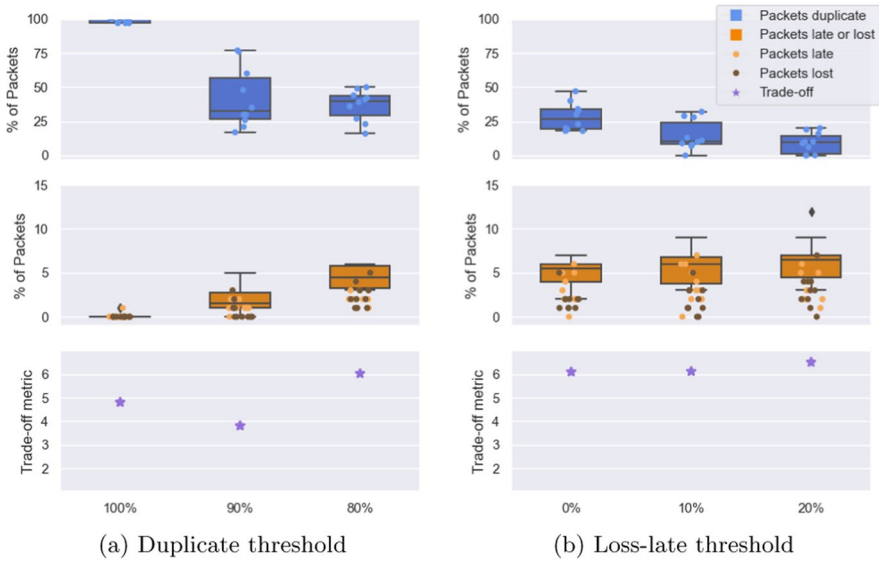 100
75
50
25
0
% of Packets
15
10
5
0
% of Packets
6
5
4
3
2
Trade-off metric
100%
90%
80%
(a) Duplicate threshold
100
75
50
25
0
% of Packets
Packets duplicate
Packets late or lost
Packets late
Packets lost
Trade-off
15
10
5
0
% of Packets
6
5
4
3
2
Trade-off metric
0%
10%
20%
(b) Loss-late threshold